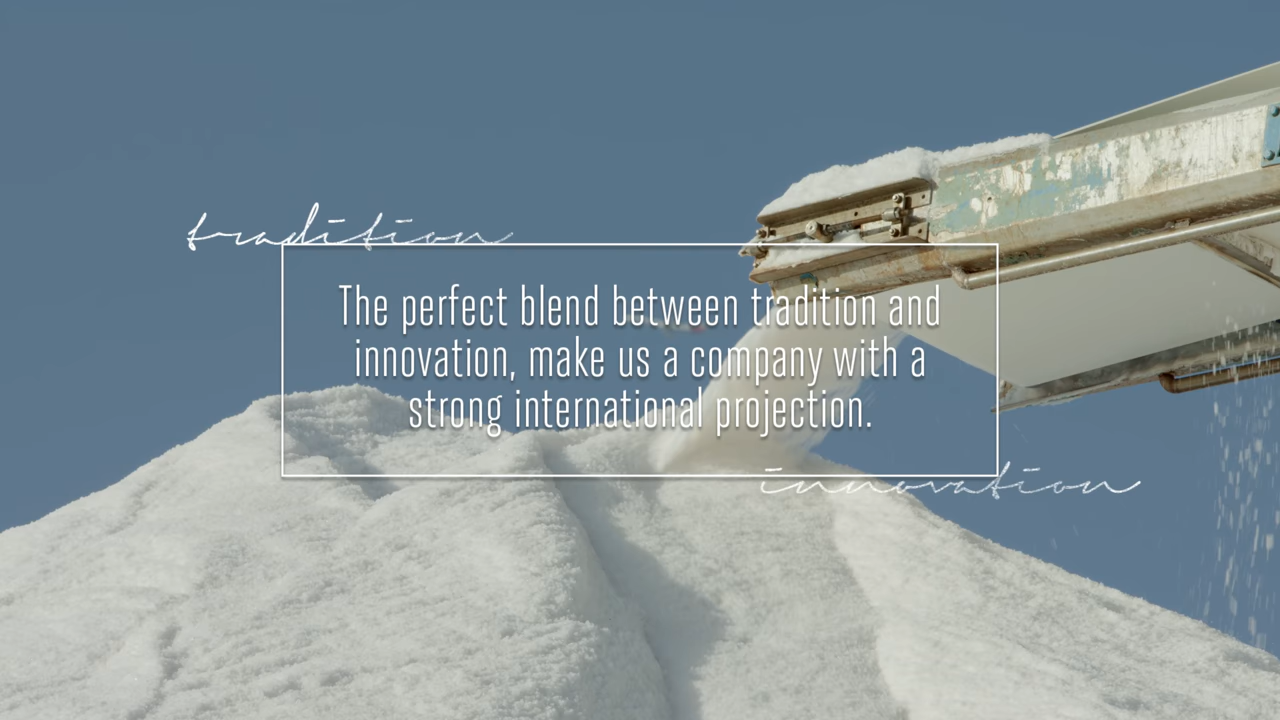 tradition
The perfect blend between tradition and
innovation, make us a company with a
strong international projection.
innovation